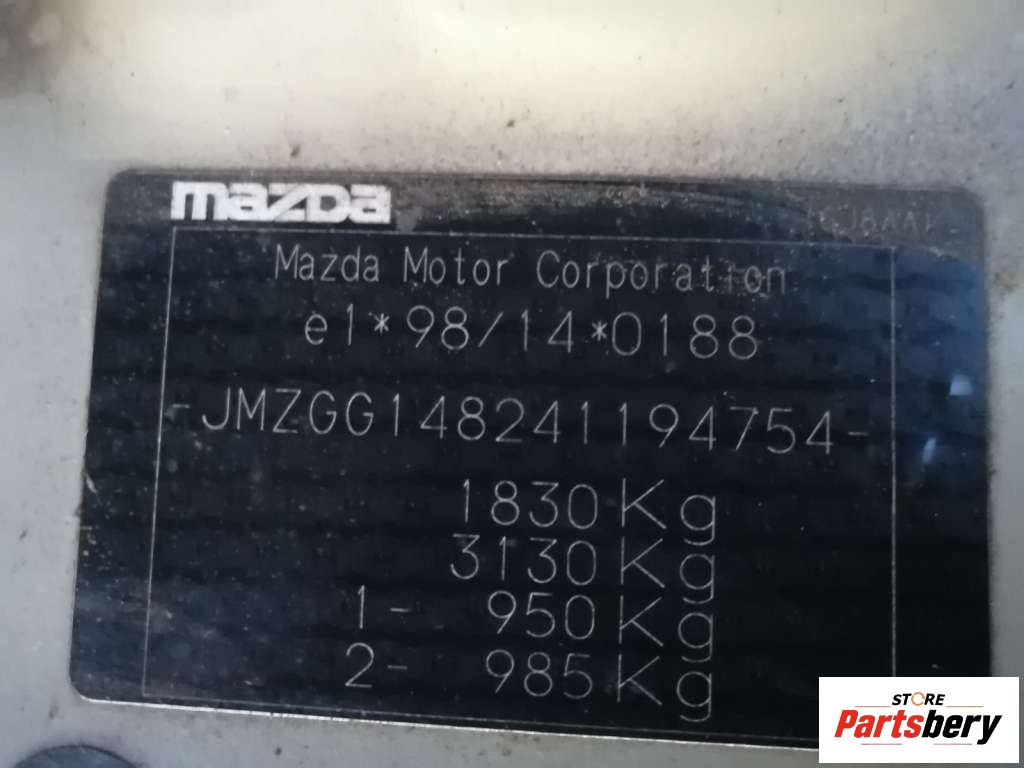 mazda
Mazda Motor Corporation
e1*98/14*0188
-JMZGG148241194754-
1830Kg
3130Kg
1- 950Kg
2- 985Kg
STORE
Partsbery